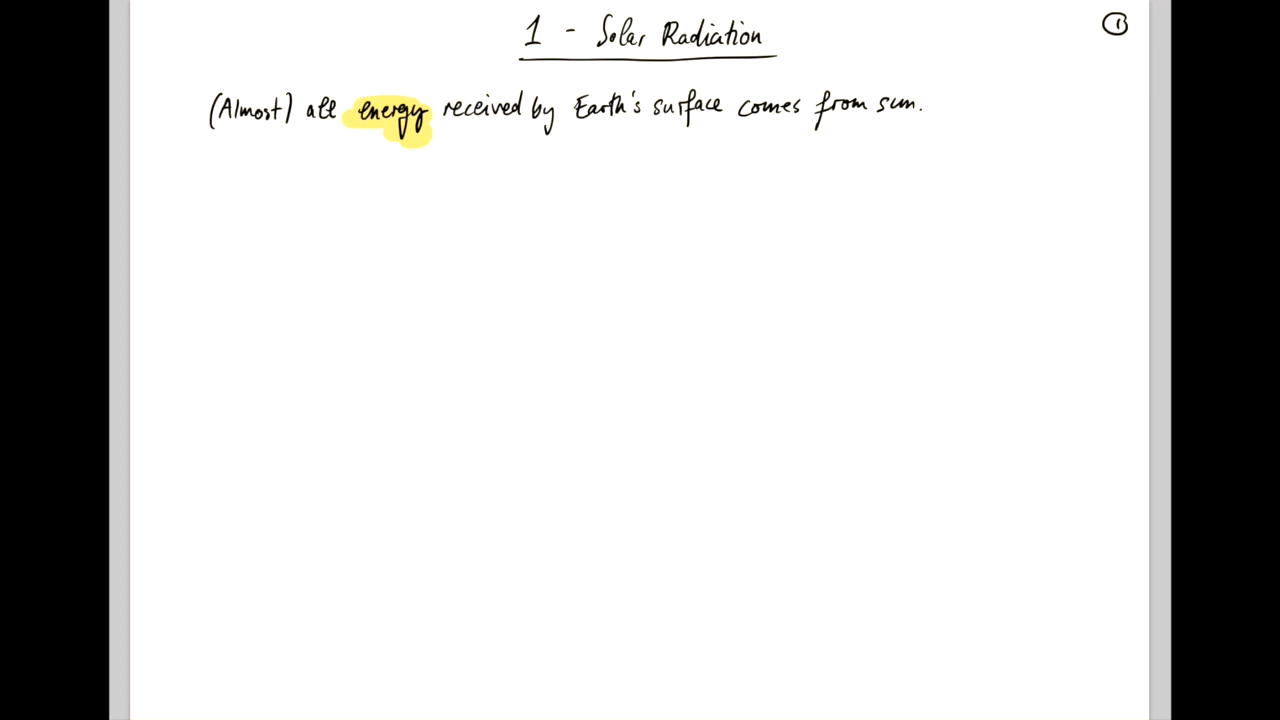 1 - Solar Radiation
①
(Almost) all energy received by Earth's surface comes from sun.